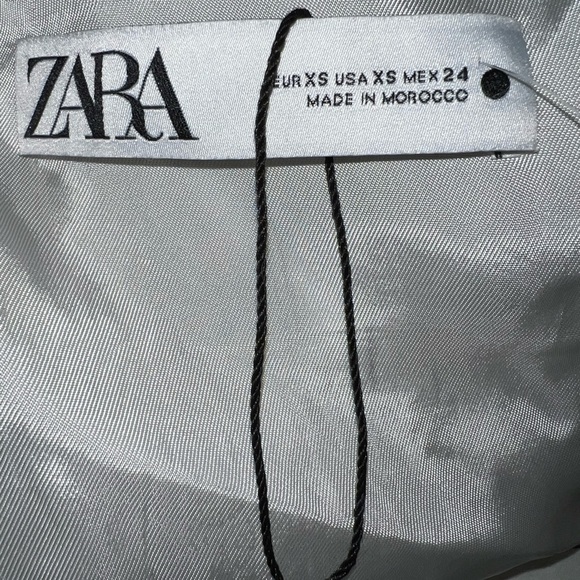 ZARA
EUR XS USA XS MEX 24
MADE IN MOROCCO